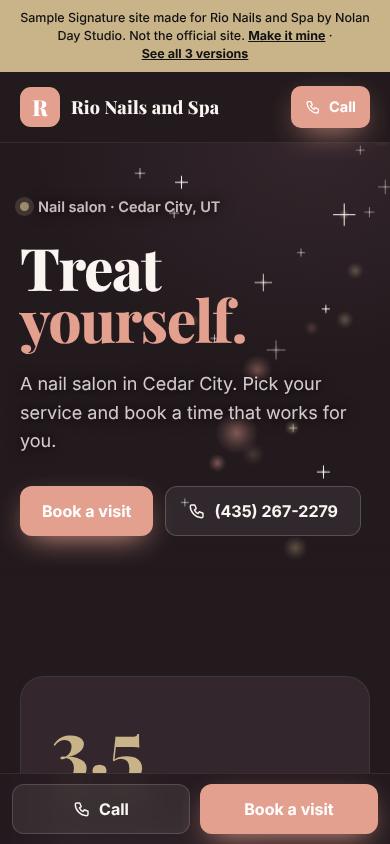 Sample Signature site made for Rio Nails and Spa by Nolan
Day Studio. Not the official site. Make it mine ·
See all 3 versions
R
Rio Nails and Spa
Call
Nail salon · Cedar City, UT
Treat
yourself.
A nail salon in Cedar City. Pick your
service and book a time that works for
you.
Book a visit
(435) 267-2279
3.5
Call
Book a visit